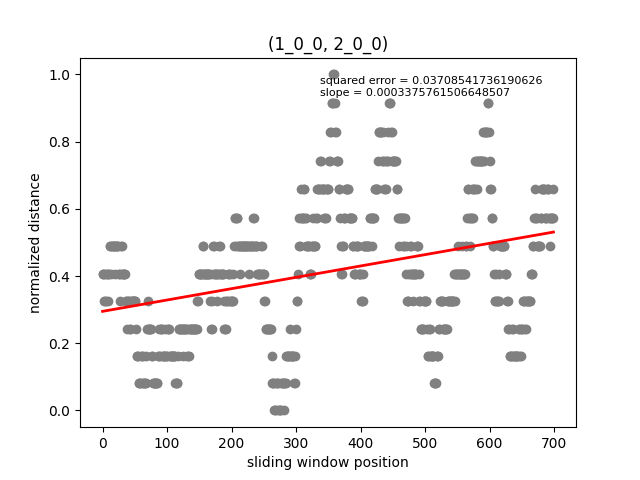 (1_0_0, 2_0_0)
squared error = 0.03708541736190626
slope = 0.0003375761506648507
normalized distance
1.0
0.8
0.6
0.4
0.2
0.0
0 100 200 300 400 500 600 700
sliding window position